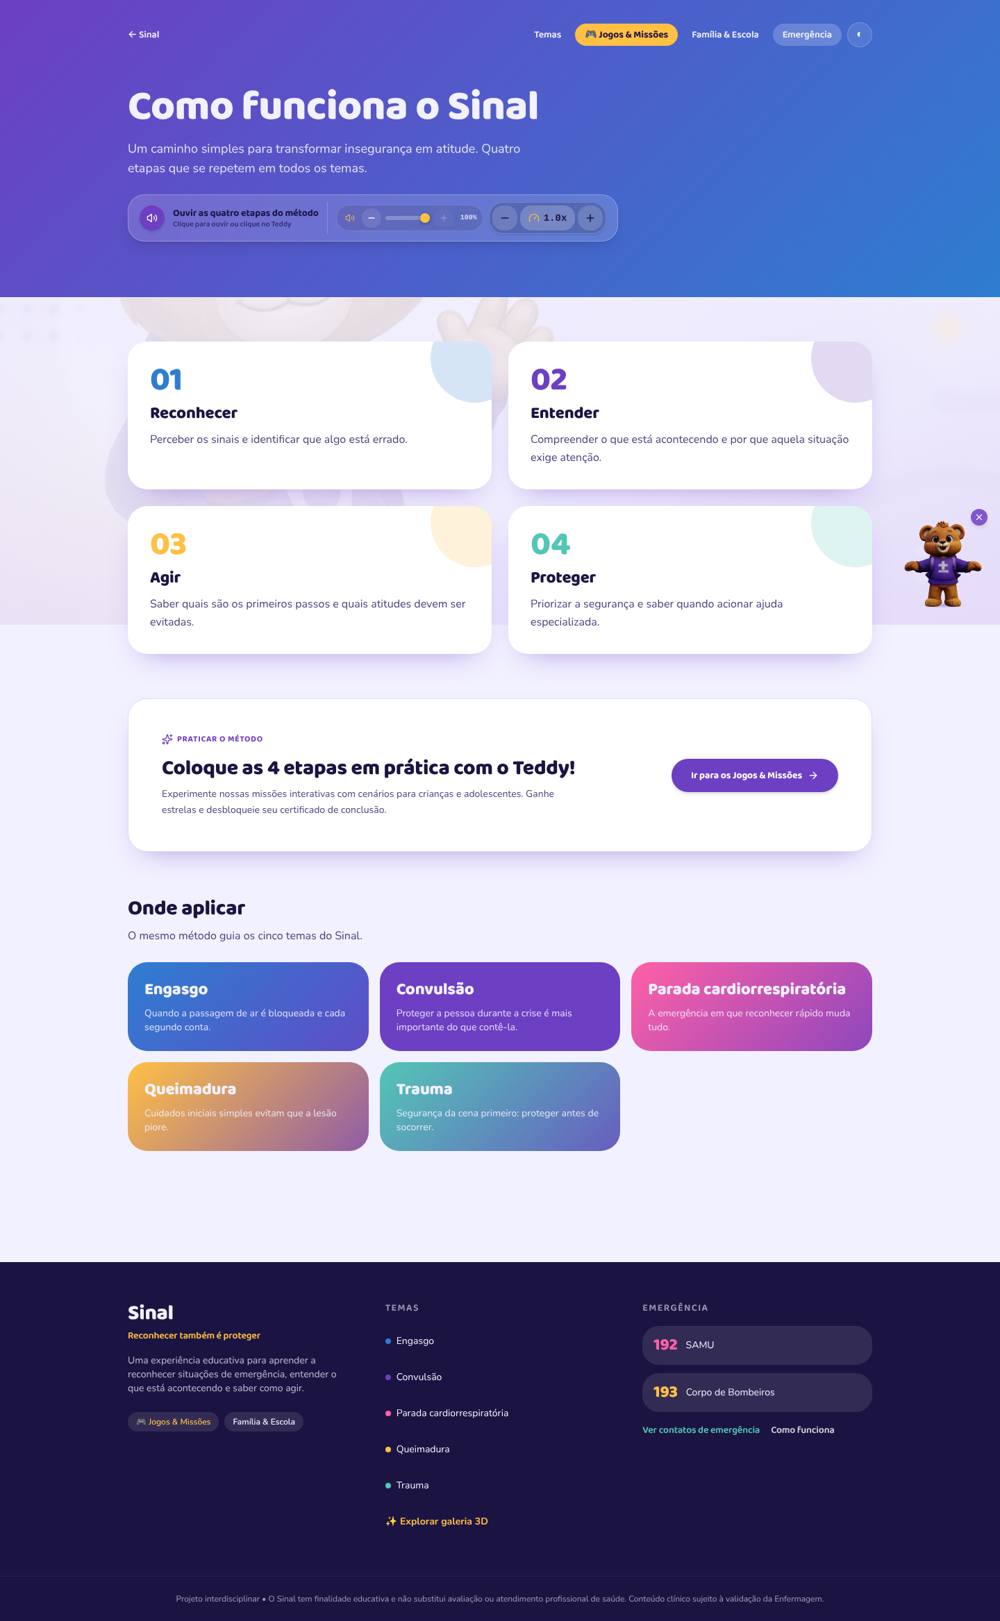 ← Sinal
Temas
🎮 Jogos & Missões
Família & Escola
Emergência
Como funciona o Sinal
Um caminho simples para transformar insegurança em atitude. Quatro
etapas que se repetem em todos os temas.
Ouvir as quatro etapas do método
Clique para ouvir ou clique no Teddy
100%
1.0x
01
Reconhecer
Perceber os sinais e identificar que algo está errado.
02
Entender
Compreender o que está acontecendo e por que aquela situação
exige atenção.
03
Agir
Saber quais são os primeiros passos e quais atitudes devem ser
evitadas.
04
Proteger
Priorizar a segurança e saber quando acionar ajuda
especializada.
PRATICAR O MÉTODO
Coloque as 4 etapas em prática com o Teddy!
Experimente nossas missões interativas com cenários para crianças e adolescentes. Ganhe
estrelas e desbloqueie seu certificado de conclusão.
Ir para os Jogos & Missões →
Onde aplicar
O mesmo método guia os cinco temas do Sinal.
Engasgo
Quando a passagem de ar é bloqueada e cada
segundo conta.
Convulsão
Proteger a pessoa durante a crise é mais
importante do que contê-la.
Parada cardiorrespiratória
A emergência em que reconhecer rápido muda
tudo.
Queimadura
Cuidados iniciais simples evitam que a lesão
piore.
Trauma
Segurança da cena primeiro: proteger antes de
socorrer.
Sinal
Reconhecer também é proteger
Uma experiência educativa para aprender a
reconhecer situações de emergência, entender o
que está acontecendo e saber como agir.
🎮 Jogos & Missões
Família & Escola
TEMAS
Engasgo
Convulsão
Parada cardiorrespiratória
Queimadura
Trauma
✨ Explorar galeria 3D
EMERGÊNCIA
192 SAMU
193 Corpo de Bombeiros
Ver contatos de emergência
Como funciona
Projeto interdisciplinar • O Sinal tem finalidade educativa e não substitui avaliação ou atendimento profissional de saúde. Conteúdo clínico sujeito à validação da Enfermagem.